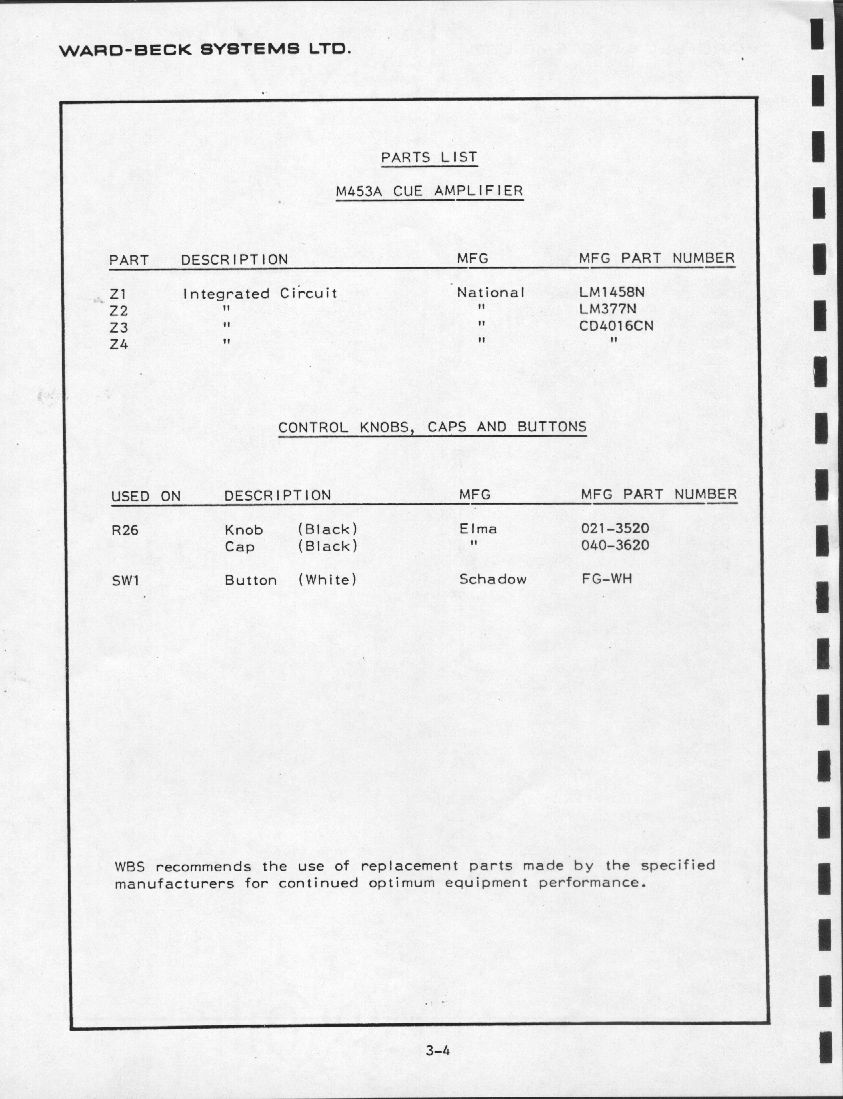 WARD-BECK SYSTEMS LTD.
PARTS LIST
M453A CUE AMPLIFIER
PART DESCRIPTION MFG MFG PART NUMBER
Z1 Integrated Circuit National LM1458N
Z2 " " LM377N
Z3 " " CD4016CN
Z4 " " "
CONTROL KNOBS, CAPS AND BUTTONS
USED ON DESCRIPTION MFG MFG PART NUMBER
R26 Knob (Black) Elma 021-3520
Cap (Black) " 040-3620
SW1 Button (White) Schadow FG-WH
WBS recommends the use of replacement parts made by the specified
manufacturers for continued optimum equipment performance.
3-4